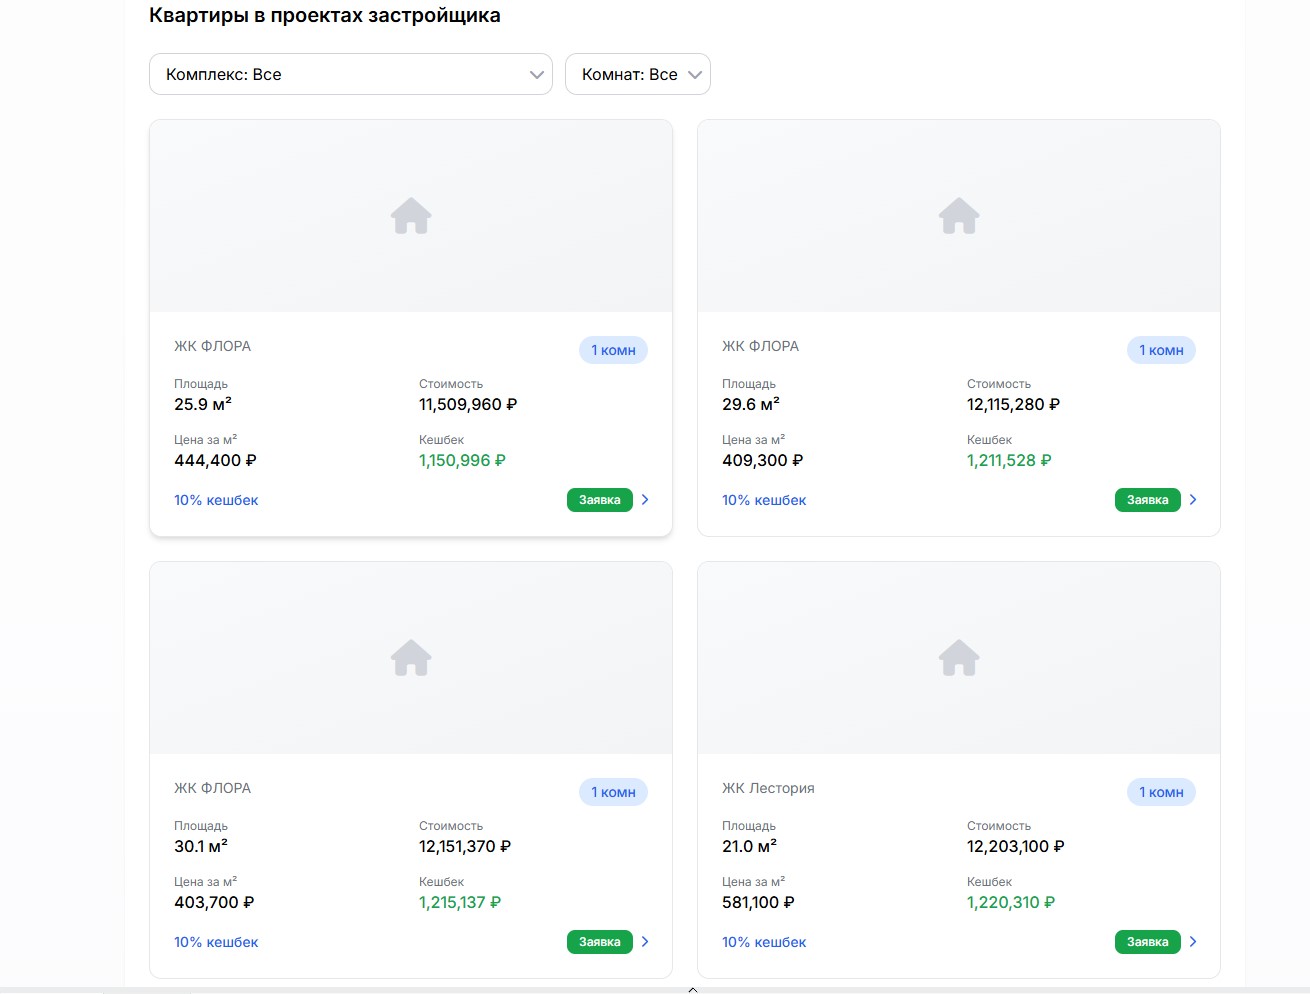 Квартиры в проектах застройщика
Комплекс: Все
Комнат: Все
ЖК ФЛОРА
1 комн
Площадь
Стоимость
25.9 м²
11,509,960 ₽
Цена за м²
Кешбек
444,400 ₽
1,150,996 ₽
10% кешбек
Заявка
ЖК ФЛОРА
1 комн
Площадь
Стоимость
29.6 м²
12,115,280 ₽
Цена за м²
Кешбек
409,300 ₽
1,211,528 ₽
10% кешбек
Заявка
ЖК ФЛОРА
1 комн
Площадь
Стоимость
30.1 м²
12,151,370 ₽
Цена за м²
Кешбек
403,700 ₽
1,215,137 ₽
10% кешбек
Заявка
ЖК Лестория
1 комн
Площадь
Стоимость
21.0 м²
12,203,100 ₽
Цена за м²
Кешбек
581,100 ₽
1,220,310 ₽
10% кешбек
Заявка